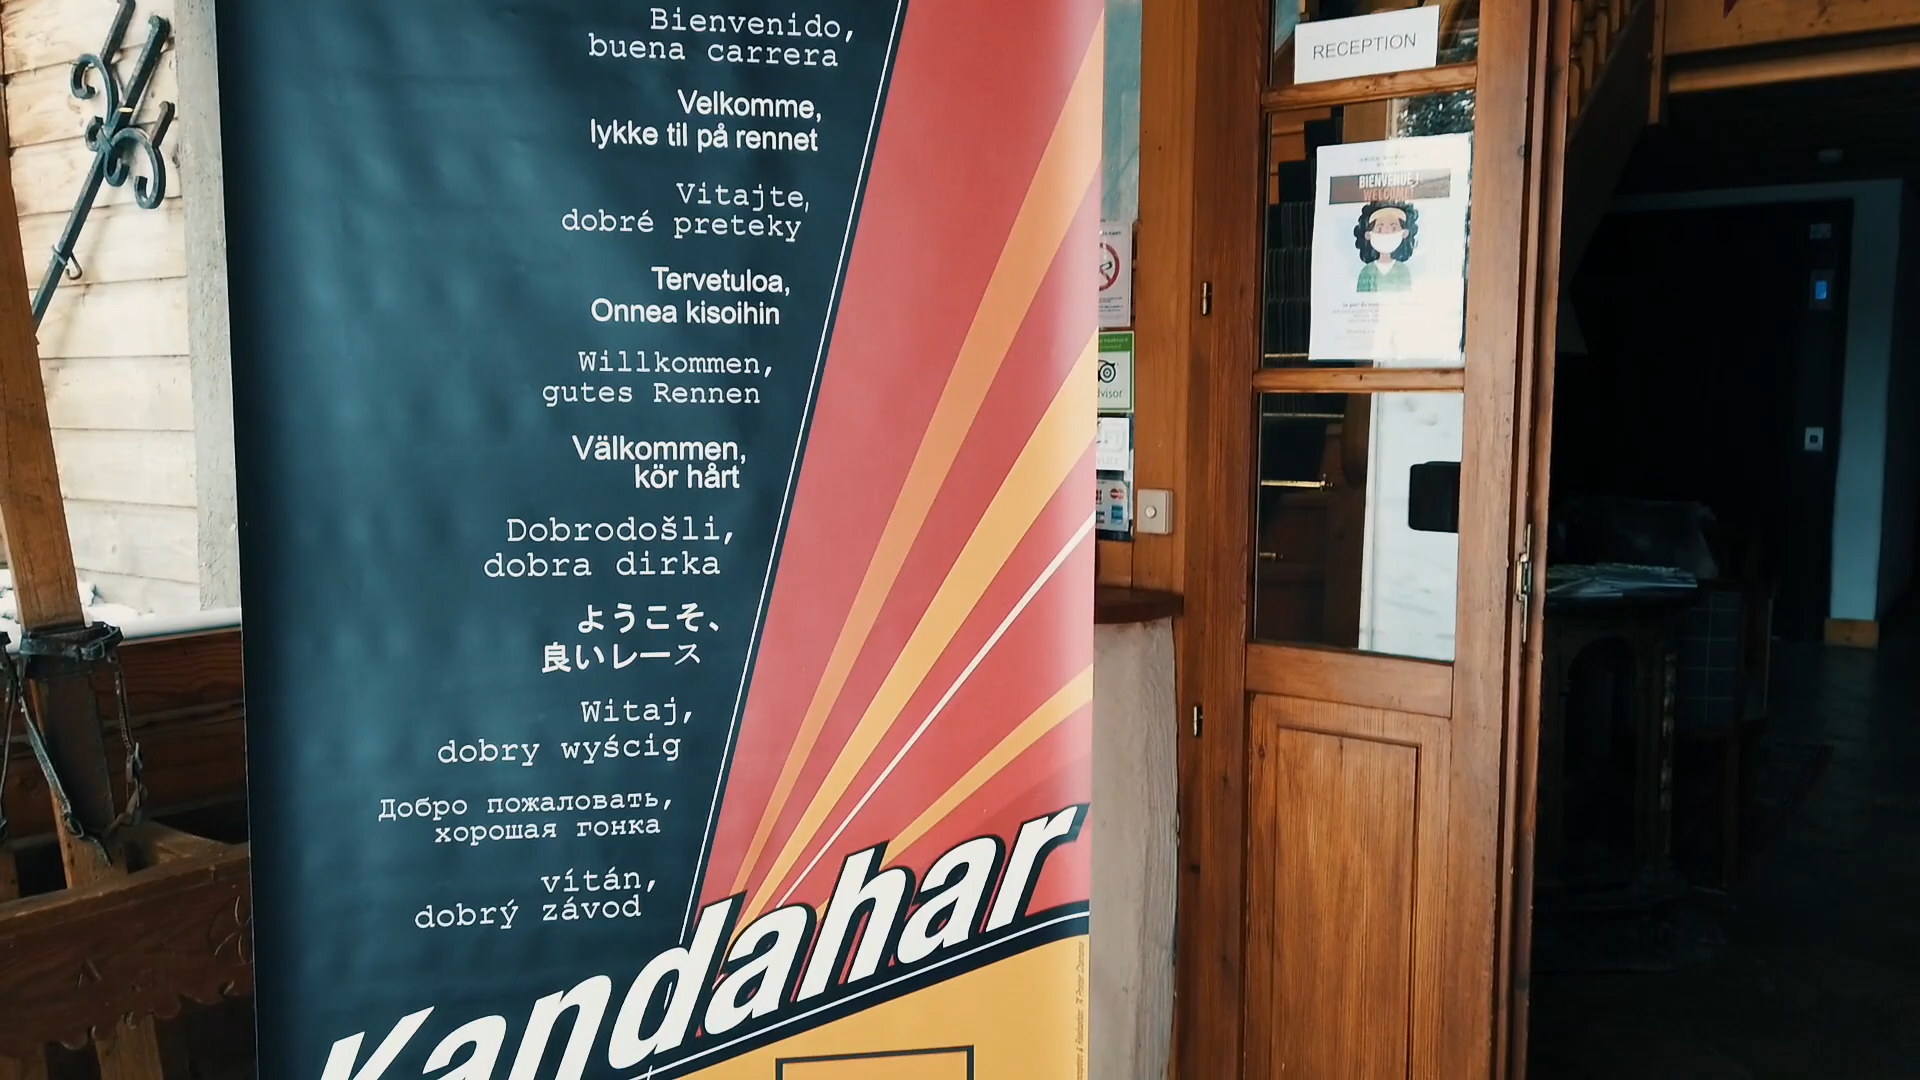 Bienvenido,
buena carrera
Velkomme,
lykke til på rennet
Vitajte,
dobré preteky
Tervetuloa,
Onnea kisoihin
Willkommen,
gutes Rennen
Välkommen,
kör hårt
Dobrodošli,
dobra dirka
ようこそ、
良いレース
Witaj,
dobry wyścig
Добро пожаловать,
хорошая гонка
vítán,
dobrý závod
Kandahar
RECEPTION
BIENVENUE !
WELCOME!